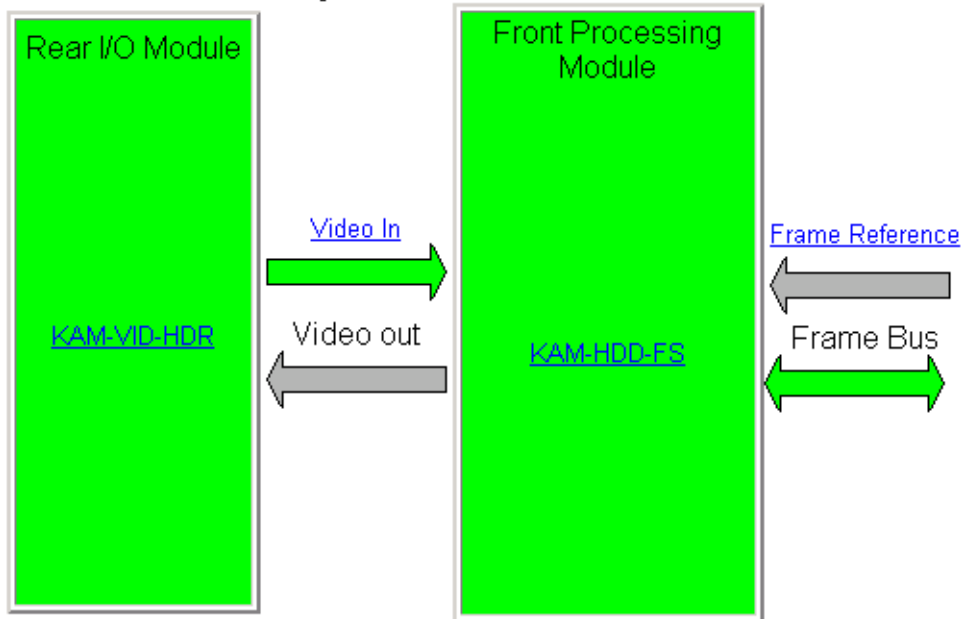 Rear I/O Module
Front Processing
Module
Video In
Frame Reference
KAM-VID-HDR
Video out
KAM-HDD-FS
Frame Bus